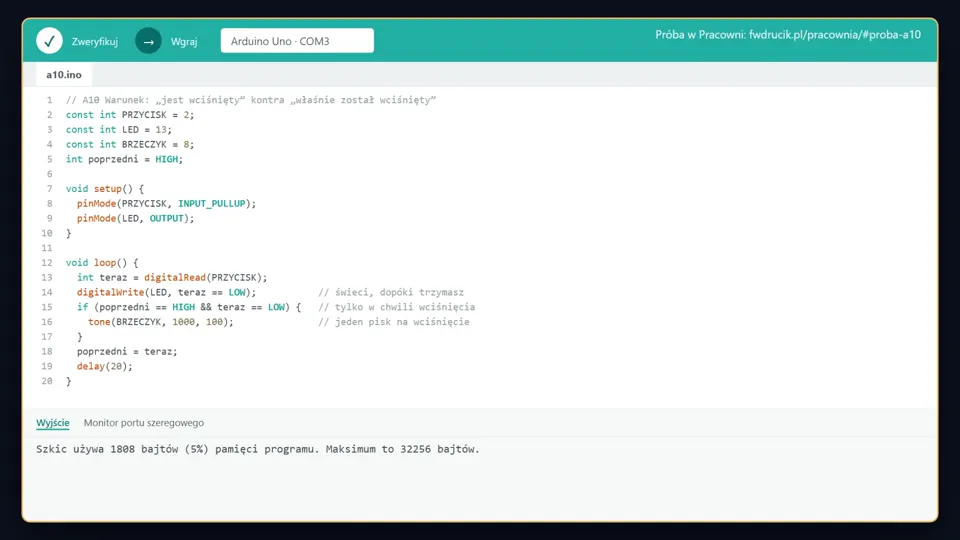 Zweryfikuj Wgraj Arduino Uno · COM3 Próba w Pracowni: fwdrucik.pl/pracownia/#proba-a10
a10.ino
1 // A10 Warunek: „jest wciśnięty” kontra „właśnie został wciśnięty”
2 const int PRZYCISK = 2;
3 const int LED = 13;
4 const int BRZECZYK = 8;
5 int poprzedni = HIGH;
6
7 void setup() {
8 pinMode(PRZYCISK, INPUT_PULLUP);
9 pinMode(LED, OUTPUT);
10 }
11
12 void loop() {
13 int teraz = digitalRead(PRZYCISK);
14 digitalWrite(LED, teraz == LOW); // świeci, dopóki trzymasz
15 if (poprzedni == HIGH && teraz == LOW) { // tylko w chwili wciśnięcia
16 tone(BRZECZYK, 1000, 100); // jeden pisk na wciśnięcie
17 }
18 poprzedni = teraz;
19 delay(20);
20 }
Wyjście Monitor portu szeregowego
Szkic używa 1808 bajtów (5%) pamięci programu. Maksimum to 32256 bajtów.